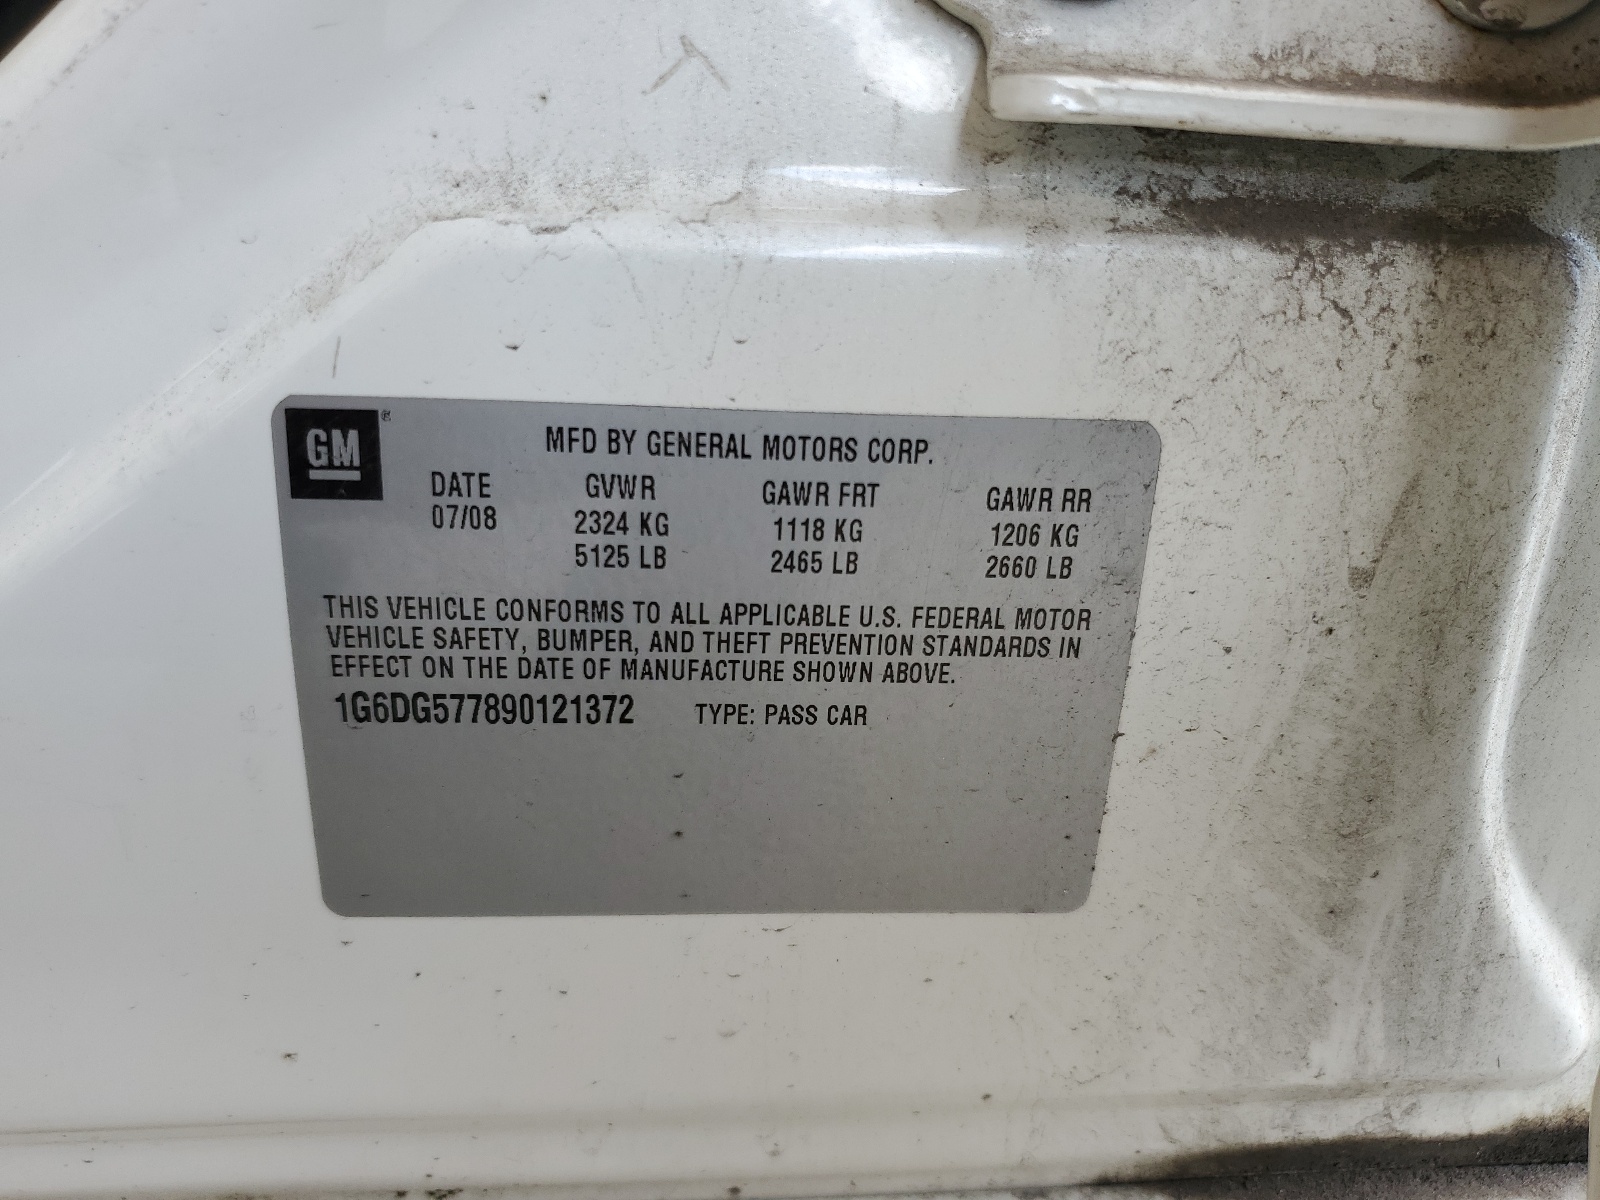 GM
MFD BY GENERAL MOTORS CORP.
DATE GVWR GAWR FRT GAWR RR
07/08 2324 KG 1118 KG 1206 KG
5125 LB 2465 LB 2660 LB
THIS VEHICLE CONFORMS TO ALL APPLICABLE U.S. FEDERAL MOTOR
VEHICLE SAFETY, BUMPER, AND THEFT PREVENTION STANDARDS IN
EFFECT ON THE DATE OF MANUFACTURE SHOWN ABOVE.
1G6DG577890121372 TYPE: PASS CAR